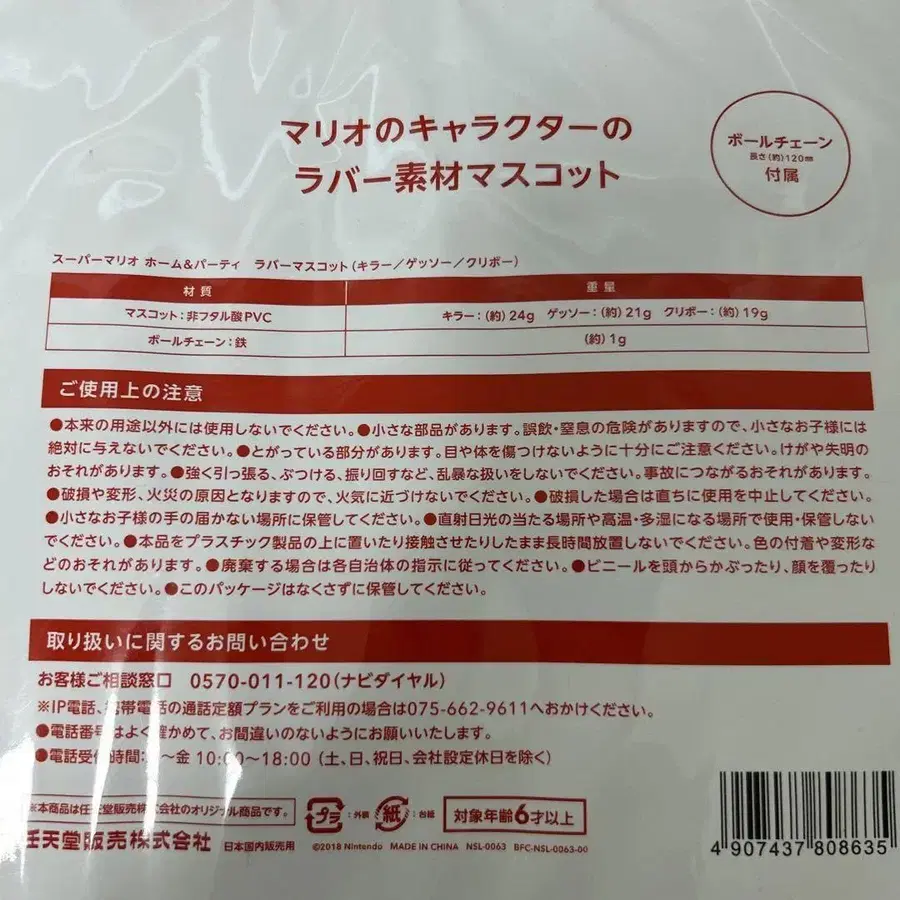 マリオのキャラクターの
ラバー素材マスコット
ボールチェーン
長さ(約)120mm
付属
スーパーマリオ ホーム&パーティ ラバーマスコット(キラー／ゲッソー／クリボー)
材質 重量
マスコット:非フタル酸PVC キラー:(約)24g ゲッソー:(約)21g クリボー:(約)19g
ボールチェーン:鉄 (約)1g
ご使用上の注意
●本来の用途以外には使用しないでください。●小さな部品があります。誤飲・窒息の危険がありますので、小さなお子様には
絶対に与えないでください。●とがっている部分があります。目や体を傷つけないように十分にご注意ください。けがや失明の
おそれがあります。●強く引っ張る、ぶつける、振り回すなど、乱暴な扱いをしないでください。事故につながるおそれがあります。
●破損や変形、火災の原因となりますので、火気に近づけないでください。●破損した場合は直ちに使用を中止してください。
●小さなお子様の手の届かない場所に保管してください。●直射日光の当たる場所や高温・多湿になる場所で使用・保管しない
でください。●本品をプラスチック製品の上に置いたり接触させたりしたまま長時間放置しないでください。色の付着や変形な
どのおそれがあります。●廃棄する場合は各自治体の指示に従ってください。●ビニールを頭からかぶったり、顔を覆ったり
しないでください。●このパッケージはなくさずに保管してください。
取り扱いに関するお問い合わせ
お客様ご相談窓口 0570-011-120(ナビダイヤル)
※IP電話、携帯電話の通話定額プランをご利用の場合は075-662-9611へおかけください。
●電話番号はよく確かめて、お間違いのないようにお願いいたします。
●電話受付時間:～金 10:00～18:00 (土、日、祝日、会社設定休日を除く)
※本商品は任天堂販売株式会社のオリジナル商品です。
プラ:外装 紙:台紙 対象年齢6才以上
任天堂販売株式会社 日本国内販売用 ©2018 Nintendo MADE IN CHINA NSL-0063 BFC-NSL-0063-00
4 907437 808635